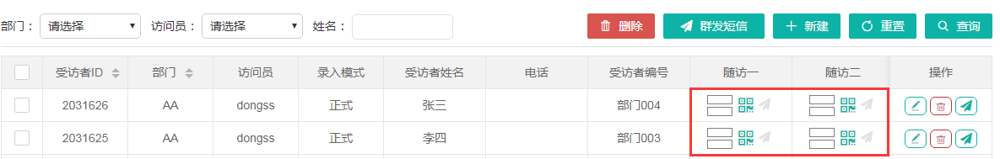 部门： 请选择 访问员： 请选择 姓名： 删除 群发短信 新建 重置 查询
受访者ID 部门 访问员 录入模式 受访者姓名 电话 受访者编号 随访一 随访二 操作
2031626 AA dongss 正式 张三 部门004
2031625 AA dongss 正式 李四 部门003